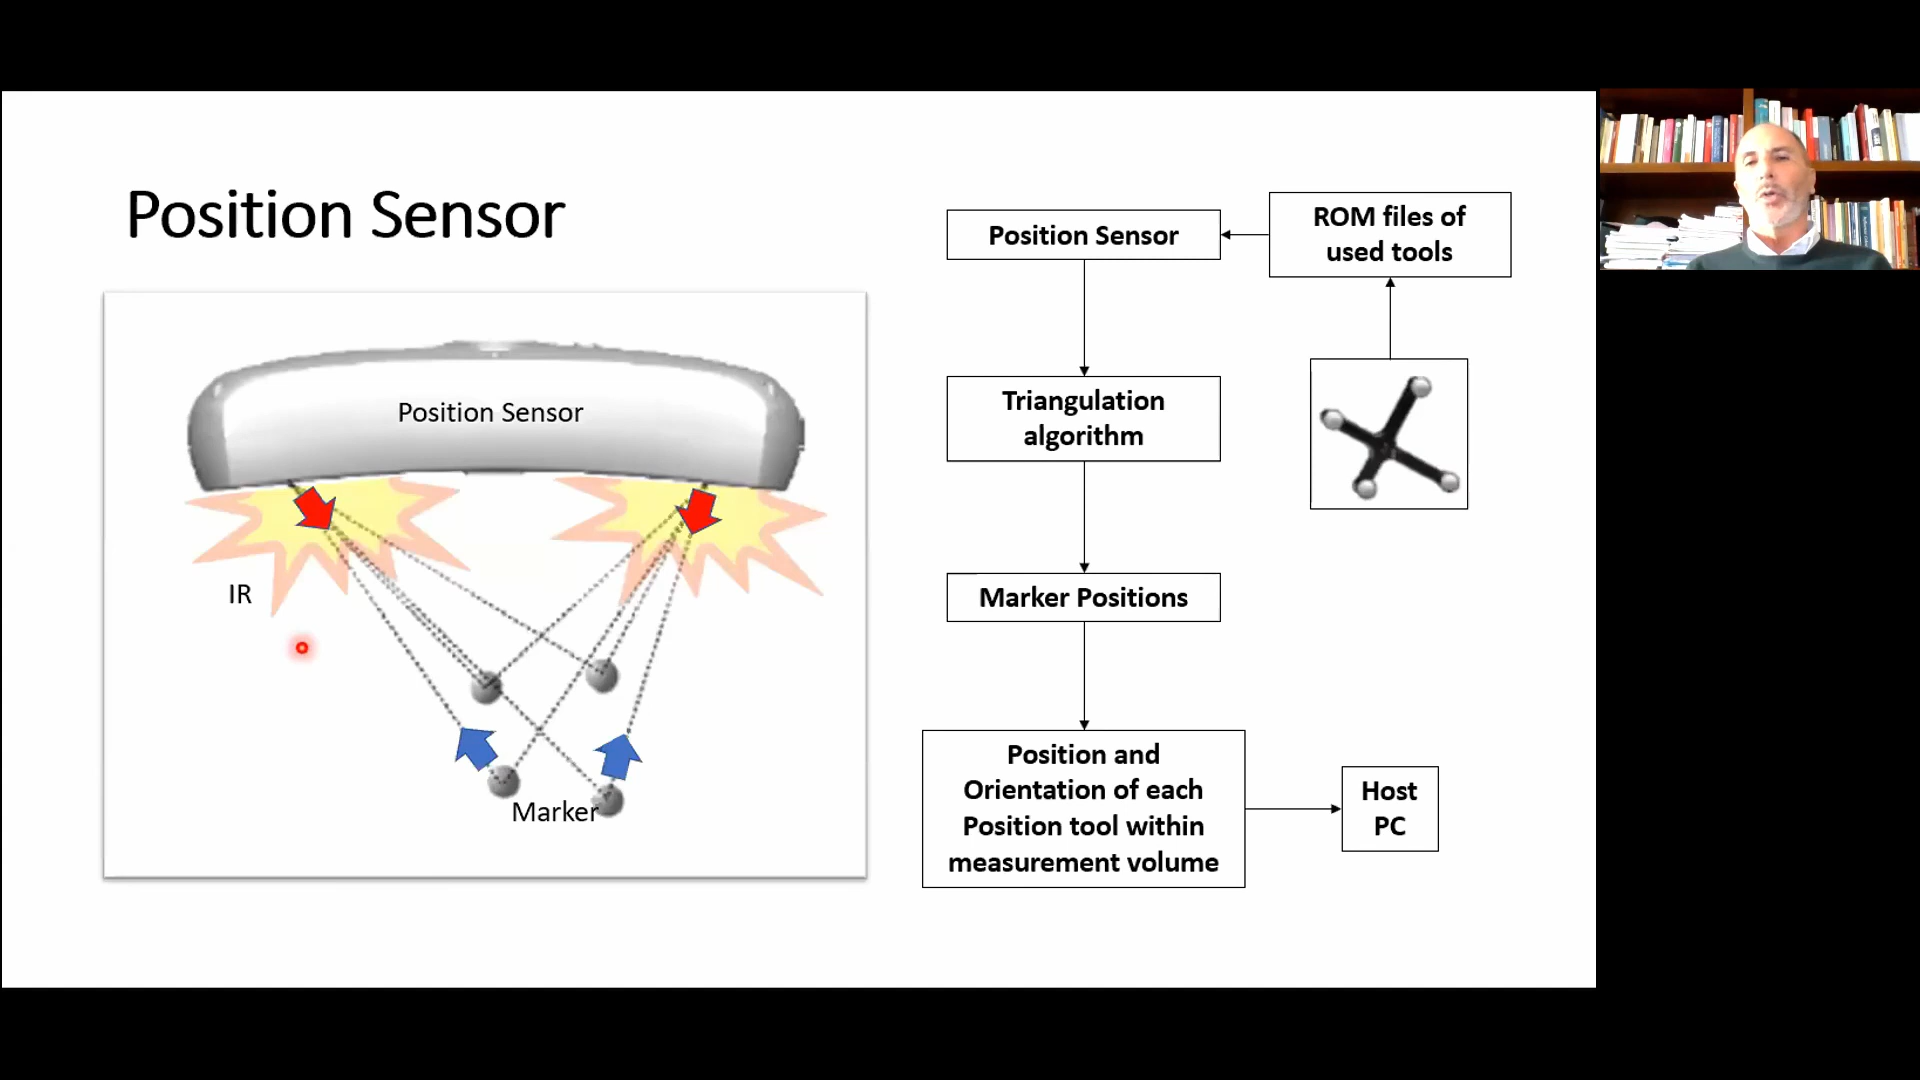 Position Sensor
Position Sensor
IR
Marker
Position Sensor
ROM files of
used tools
Triangulation
algorithm
Marker Positions
Position and
Orientation of each
Position tool within
measurement volume
Host
PC